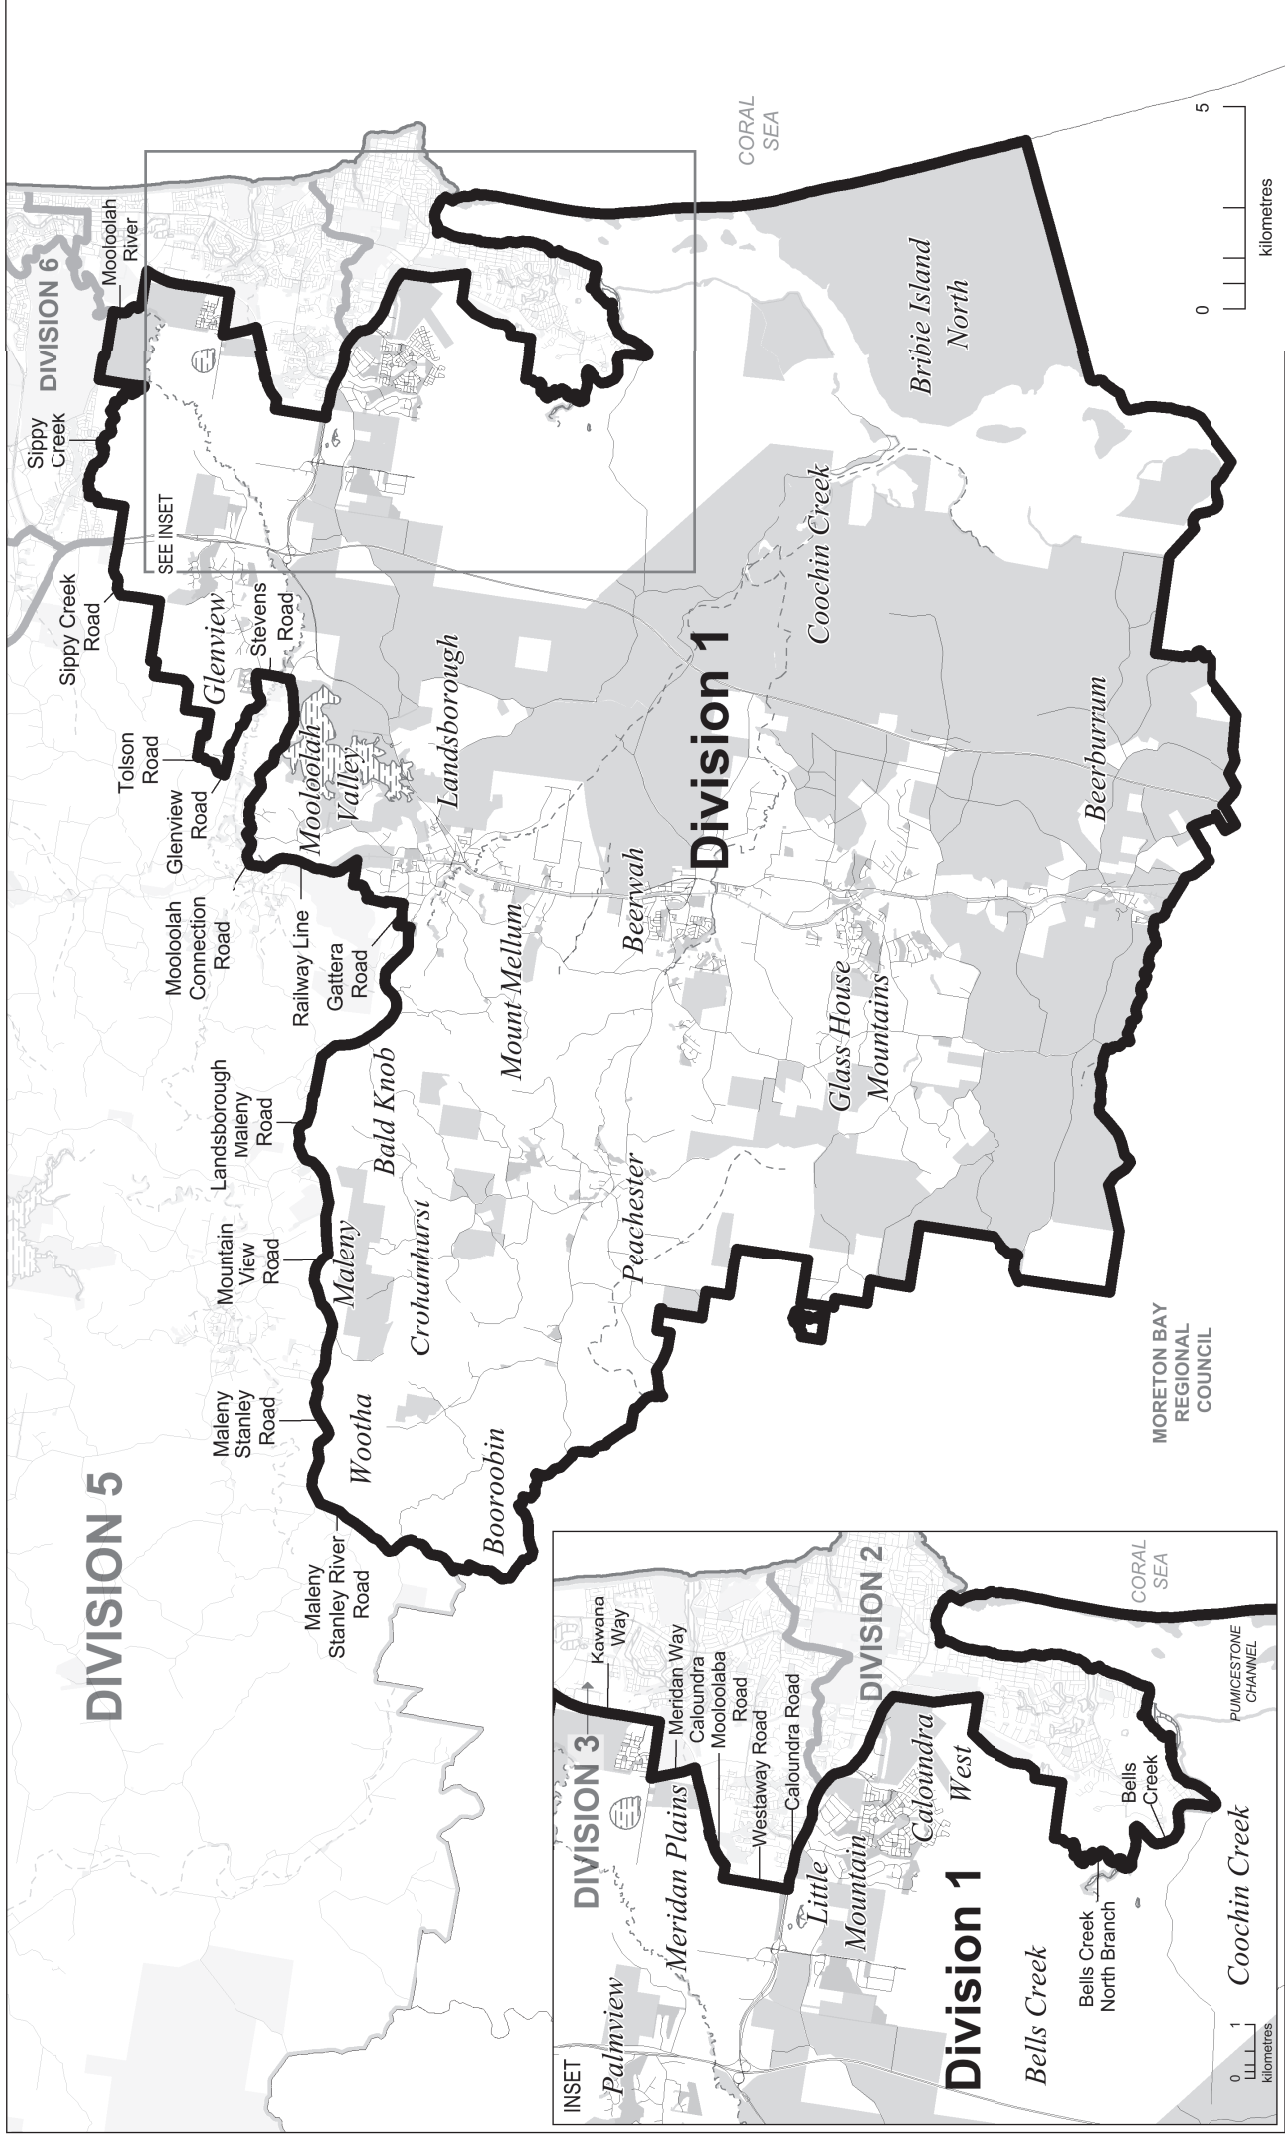 DIVISION 5
DIVISION 6
Mooloolah
River
Sippy
Creek
SEE INSET
Sippy Creek
Road
Glenview
Stevens
Road
Tolson
Road
Glenview
Road
Mooloolah
Connection
Road
Railway Line
Gattera
Road
Landsborough
Maleny
Road
Mountain
View
Road
Maleny
Stanley
Road
Maleny
Stanley River
Road
Mooloolah
Valley
Landsborough
Division 1
Coochin Creek
Bribie Island
North
CORAL
SEA
Beerburrum
Beerwah
Mount Mellum
Glass House
Mountains
Bald Knob
Maleny
Crohamhurst
Peachester
Wootha
Booroobin
MORETON BAY
REGIONAL
COUNCIL
0 5
kilometres
INSET
Palmview
DIVISION 3
Kawana
Way
Meridan Way
Caloundra
Mooloolaba
Road
Westaway Road
Caloundra Road
Meridan Plains
DIVISION 2
Little
Mountain
Caloundra
West
Division 1
Bells Creek
Bells Creek
North Branch
Bells
Creek
Coochin Creek
PUMICESTONE
CHANNEL
CORAL
SEA
0 1
kilometres